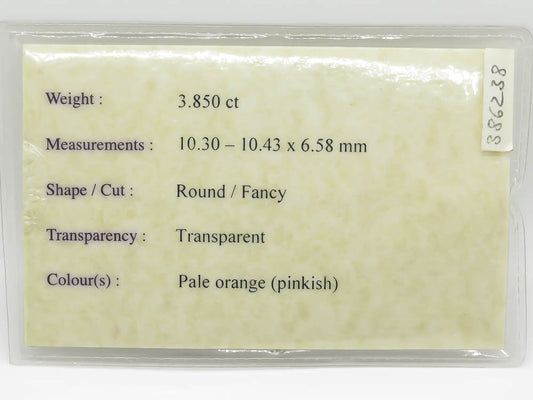 Weight : 3.850 ct
Measurements : 10.30 – 10.43 x 6.58 mm
Shape / Cut : Round / Fancy
Transparency : Transparent
Colour(s) : Pale orange (pinkish)
386238